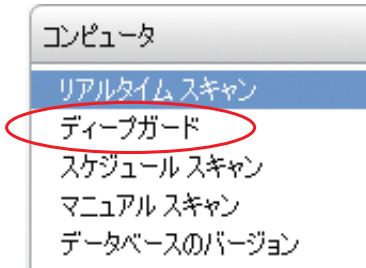 コンピュータ
リアルタイム スキャン
ディープガード
スケジュール スキャン
マニュアル スキャン
データベースのバージョン